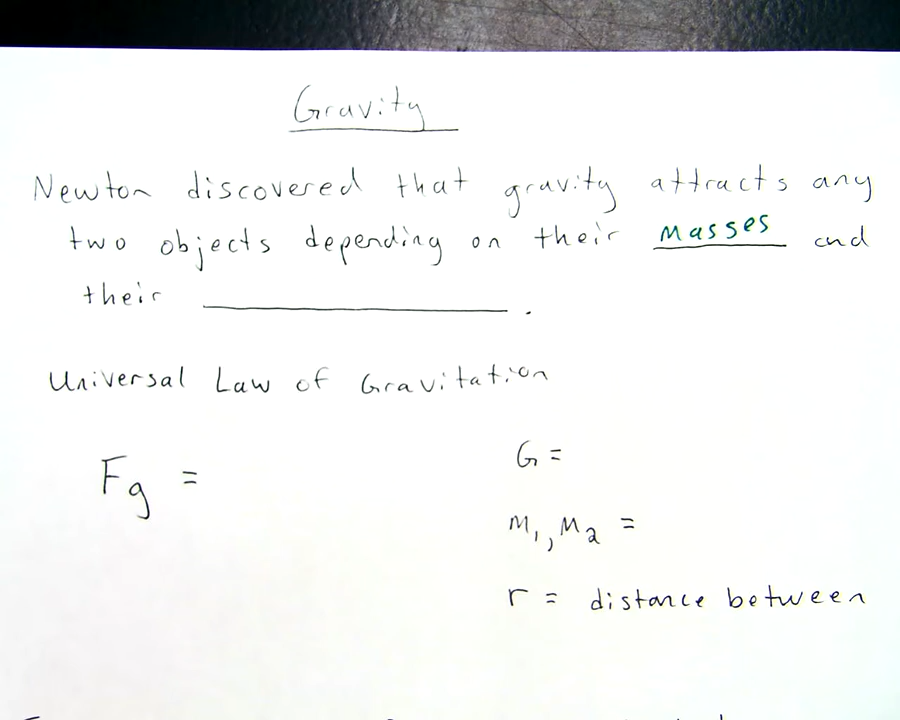 Gravity
Newton discovered that gravity attracts any
two objects depending on their masses and
their ____________ .
Universal Law of Gravitation
Fg =
G =
m₁, m₂ =
r = distance between